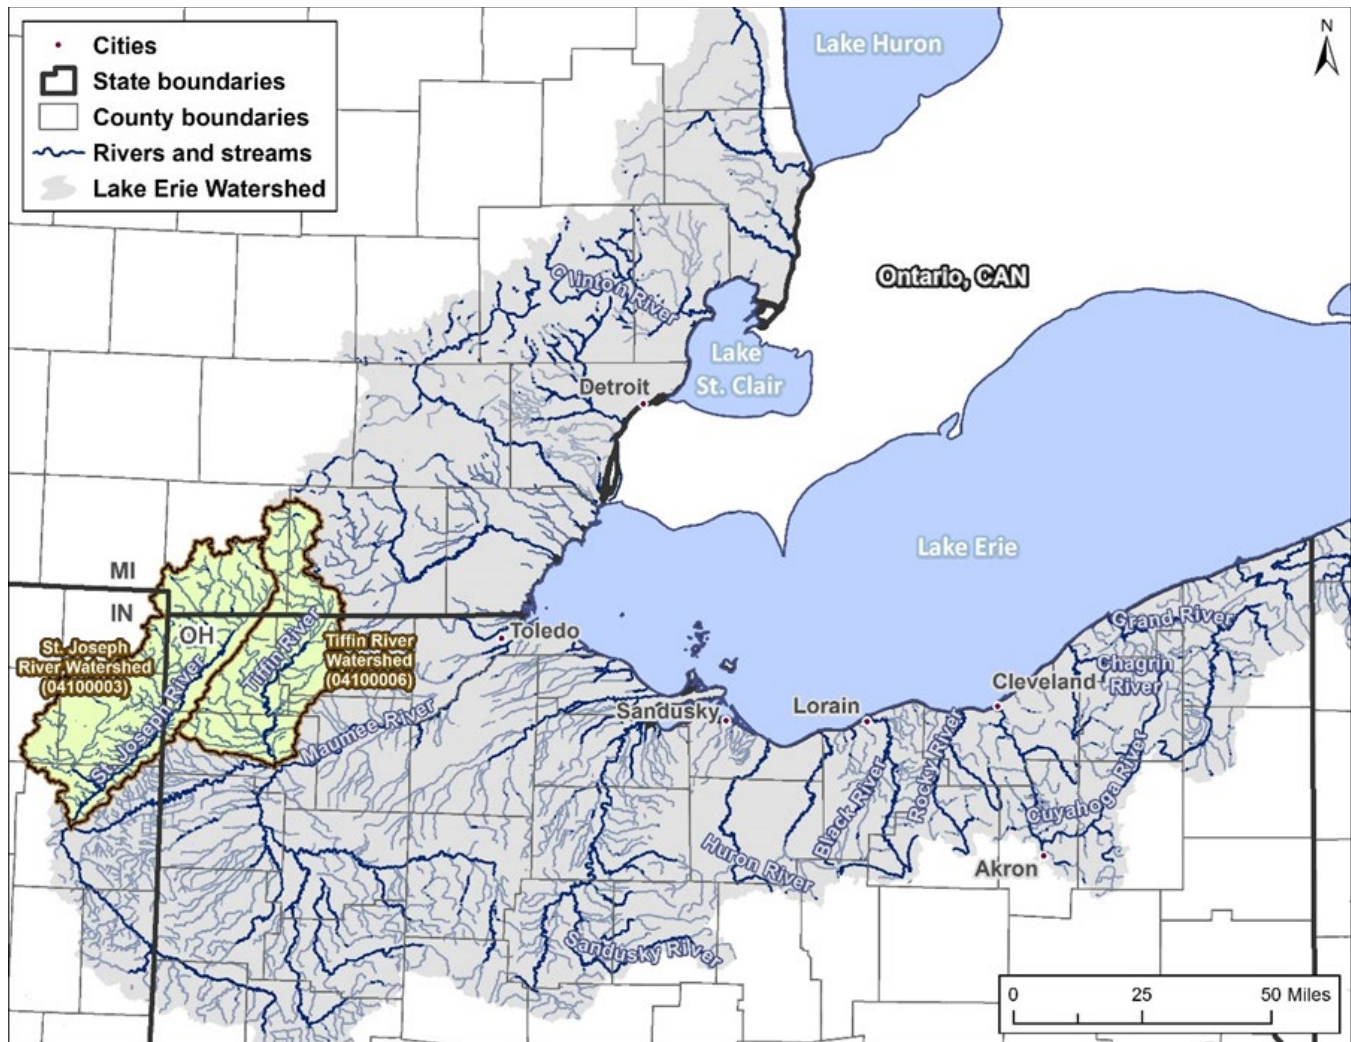 Cities
State boundaries
County boundaries
Rivers and streams
Lake Erie Watershed
Lake Huron
N
Ontario, CAN
Clinton River
Lake
St. Clair
Detroit
Lake Erie
MI
IN
OH
St. Joseph
River Watershed
(04100003)
St. Joseph River
Tiffin River
Tiffin River
Watershed
(04100006)
Toledo
Maumee River
Sandusky
Lorain
Cleveland
Grand River
Chagrin
River
Black River
Rocky River
Cuyahoga River
Huron River
Akron
Sandusky River
0 25 50 Miles